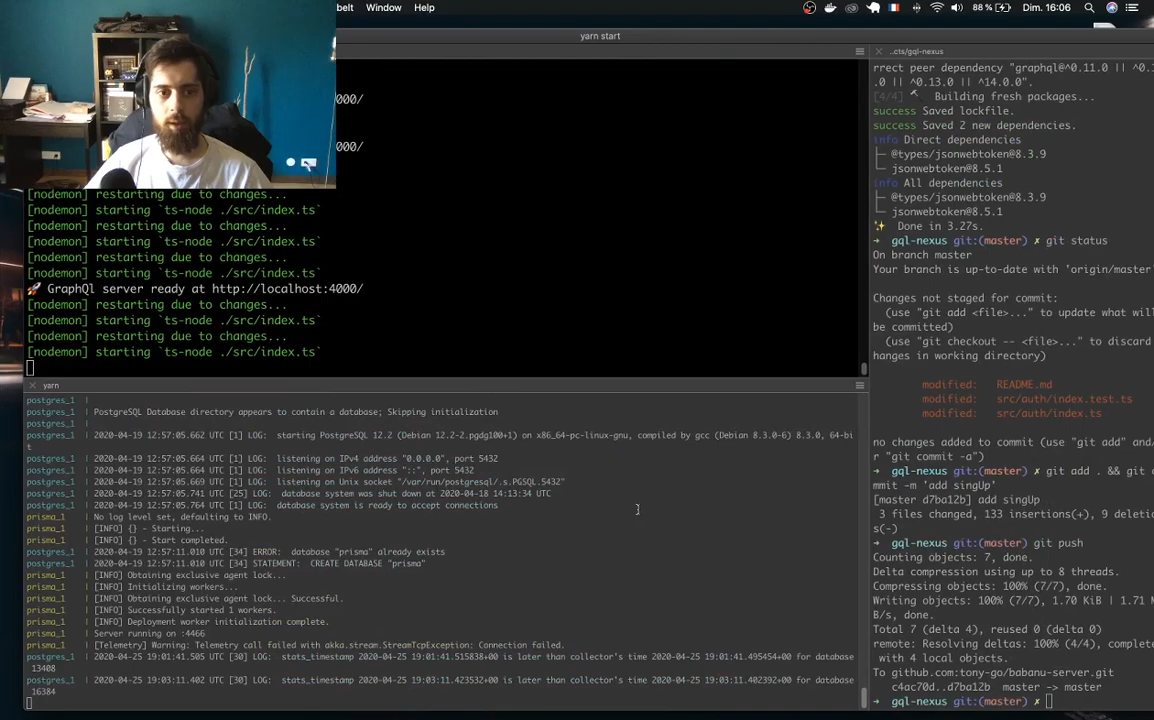 belt Window Help 88 % Dim. 16:06
yarn start
000/
000/
[nodemon] restarting due to changes...
[nodemon] starting `ts-node ./src/index.ts`
[nodemon] restarting due to changes...
[nodemon] starting `ts-node ./src/index.ts`
[nodemon] restarting due to changes...
[nodemon] starting `ts-node ./src/index.ts`
🚀 GraphQl server ready at http://localhost:4000/
[nodemon] restarting due to changes...
[nodemon] starting `ts-node ./src/index.ts`
[nodemon] restarting due to changes...
[nodemon] starting `ts-node ./src/index.ts`
yarn
postgres_1 |
postgres_1 | PostgreSQL Database directory appears to contain a database; Skipping initialization
postgres_1 |
postgres_1 | 2020-04-19 12:57:05.662 UTC [1] LOG: starting PostgreSQL 12.2 (Debian 12.2-2.pgdg100+1) on x86_64-pc-linux-gnu, compiled by gcc (Debian 8.3.0-6) 8.3.0, 64-bi
t
postgres_1 | 2020-04-19 12:57:05.664 UTC [1] LOG: listening on IPv4 address "0.0.0.0", port 5432
postgres_1 | 2020-04-19 12:57:05.664 UTC [1] LOG: listening on IPv6 address "::", port 5432
postgres_1 | 2020-04-19 12:57:05.669 UTC [1] LOG: listening on Unix socket "/var/run/postgresql/.s.PGSQL.5432"
postgres_1 | 2020-04-19 12:57:05.741 UTC [25] LOG: database system was shut down at 2020-04-18 14:13:34 UTC
postgres_1 | 2020-04-19 12:57:05.764 UTC [1] LOG: database system is ready to accept connections
prisma_1 | No log level set, defaulting to INFO.
prisma_1 | [INFO] {} - Starting...
prisma_1 | [INFO] {} - Start completed.
postgres_1 | 2020-04-19 12:57:11.010 UTC [34] ERROR: database "prisma" already exists
postgres_1 | 2020-04-19 12:57:11.010 UTC [34] STATEMENT: CREATE DATABASE "prisma"
prisma_1 | [INFO] Obtaining exclusive agent lock...
prisma_1 | [INFO] Initializing workers...
prisma_1 | [INFO] Obtaining exclusive agent lock... Successful.
prisma_1 | [INFO] Successfully started 1 workers.
prisma_1 | [INFO] Deployment worker initialization complete.
prisma_1 | Server running on :4466
prisma_1 | [Telemetry] Warning: Telemetry call failed with akka.stream.StreamTcpException: Connection failed.
postgres_1 | 2020-04-25 19:01:41.505 UTC [30] LOG: stats_timestamp 2020-04-25 19:01:41.515838+00 is later than collector's time 2020-04-25 19:01:41.495454+00 for database
13408
postgres_1 | 2020-04-25 19:03:11.402 UTC [30] LOG: stats_timestamp 2020-04-25 19:03:11.423532+00 is later than collector's time 2020-04-25 19:03:11.402392+00 for database
16384
..cts/gql-nexus
rrect peer dependency "graphql@^0.11.0 || ^0.1
.0 || ^0.13.0 || ^14.0.0".
[4/4] 🔨 Building fresh packages...
success Saved lockfile.
success Saved 2 new dependencies.
info Direct dependencies
├─ @types/jsonwebtoken@8.3.9
└─ jsonwebtoken@8.5.1
info All dependencies
├─ @types/jsonwebtoken@8.3.9
└─ jsonwebtoken@8.5.1
✨ Done in 3.27s.
➜ gql-nexus git:(master) ✗ git status
On branch master
Your branch is up-to-date with 'origin/master'
Changes not staged for commit:
(use "git add <file>..." to update what will
be committed)
(use "git checkout -- <file>..." to discard
hanges in working directory)
modified: README.md
modified: src/auth/index.test.ts
modified: src/auth/index.ts
no changes added to commit (use "git add" and/
r "git commit -a")
➜ gql-nexus git:(master) ✗ git add . && git c
mmit -m 'add singUp'
[master d7ba12b] add singUp
3 files changed, 133 insertions(+), 9 deletio
s(-)
➜ gql-nexus git:(master) git push
Counting objects: 7, done.
Delta compression using up to 8 threads.
Compressing objects: 100% (7/7), done.
Writing objects: 100% (7/7), 1.70 KiB | 1.71 M
B/s, done.
Total 7 (delta 4), reused 0 (delta 0)
remote: Resolving deltas: 100% (4/4), complete
with 4 local objects.
To github.com:tony-go/babanu-server.git
c4ac70d..d7ba12b master -> master
➜ gql-nexus git:(master)